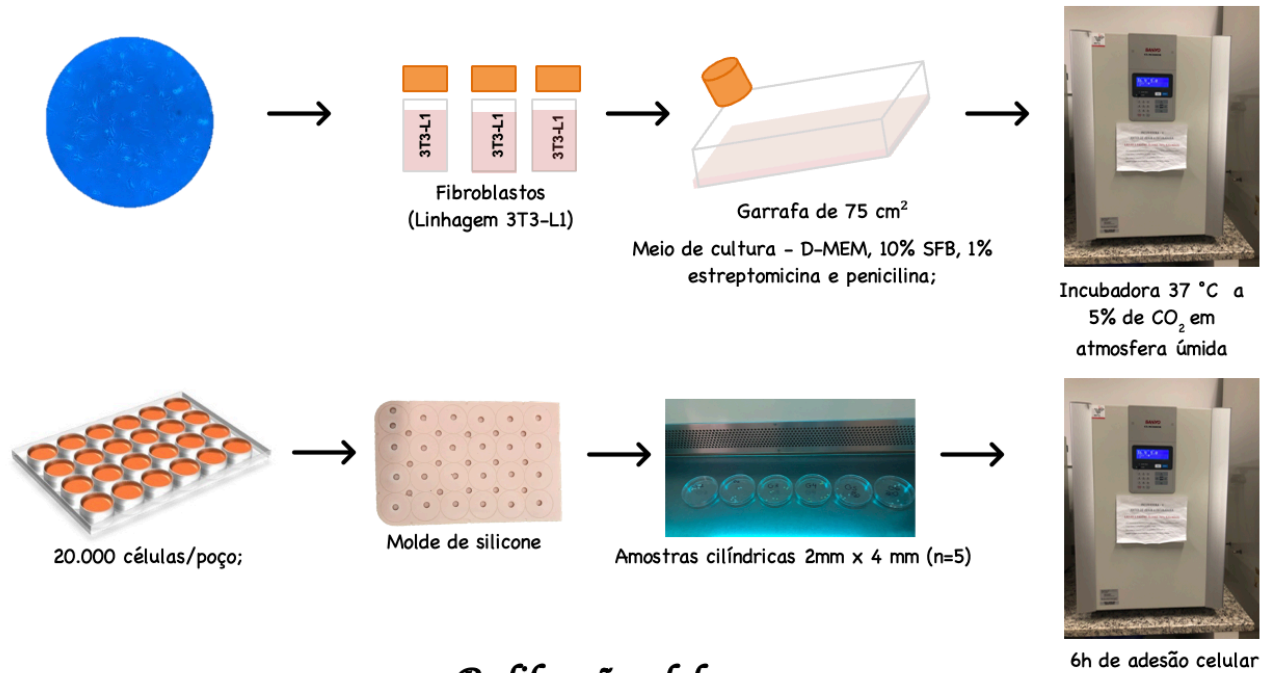 3T3-L1
3T3-L1
3T3-L1
Fibroblastos
(Linhagem 3T3-L1)
Garrafa de 75 cm²
Meio de cultura - D-MEM, 10% SFB, 1%
estreptomicina e penicilina;
Incubadora 37 °C a
5% de CO₂ em
atmosfera úmida
20.000 células/poço;
Molde de silicone
Amostras cilíndricas 2mm x 4 mm (n=5)
6h de adesão celular